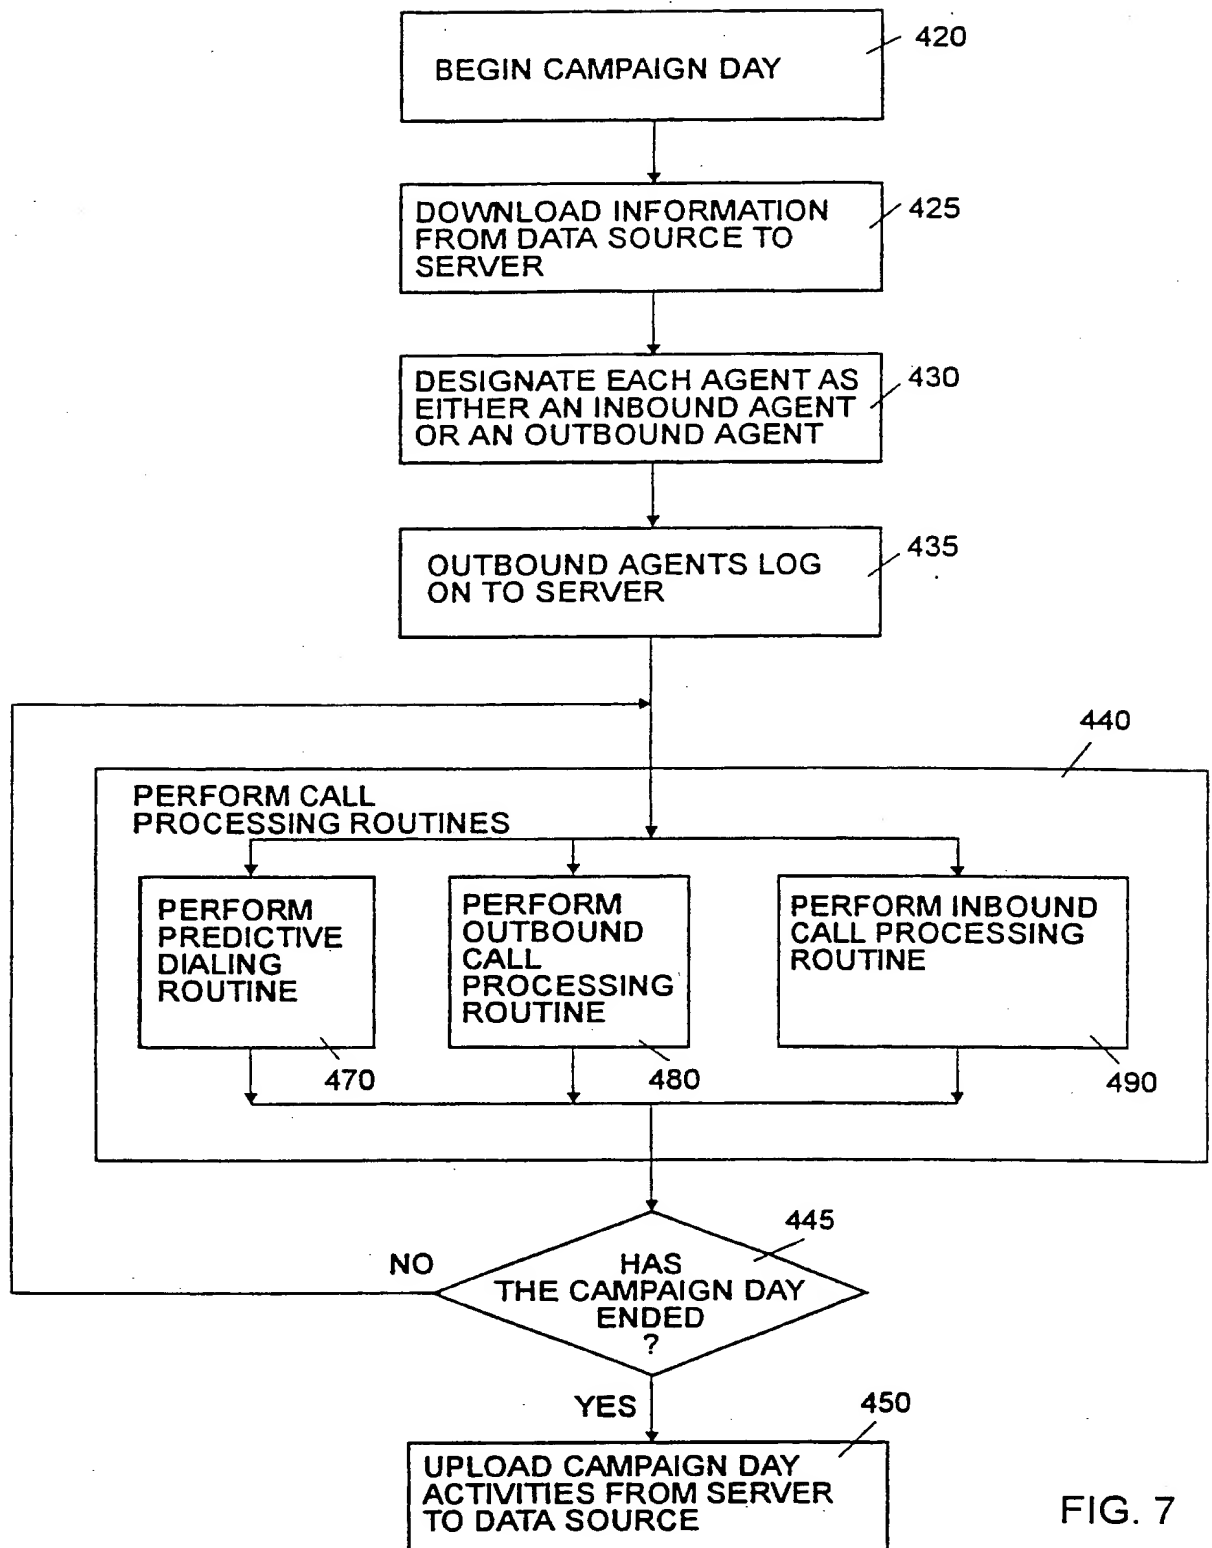 420
BEGIN CAMPAIGN DAY
425
DOWNLOAD INFORMATION
FROM DATA SOURCE TO
SERVER
430
DESIGNATE EACH AGENT AS
EITHER AN INBOUND AGENT
OR AN OUTBOUND AGENT
435
OUTBOUND AGENTS LOG
ON TO SERVER
440
PERFORM CALL
PROCESSING ROUTINES
PERFORM
PREDICTIVE
DIALING
ROUTINE
470
PERFORM
OUTBOUND
CALL
PROCESSING
ROUTINE
480
PERFORM INBOUND
CALL PROCESSING
ROUTINE
490
445
NO
HAS
THE CAMPAIGN DAY
ENDED
?
YES
450
UPLOAD CAMPAIGN DAY
ACTIVITIES FROM SERVER
TO DATA SOURCE
FIG. 7